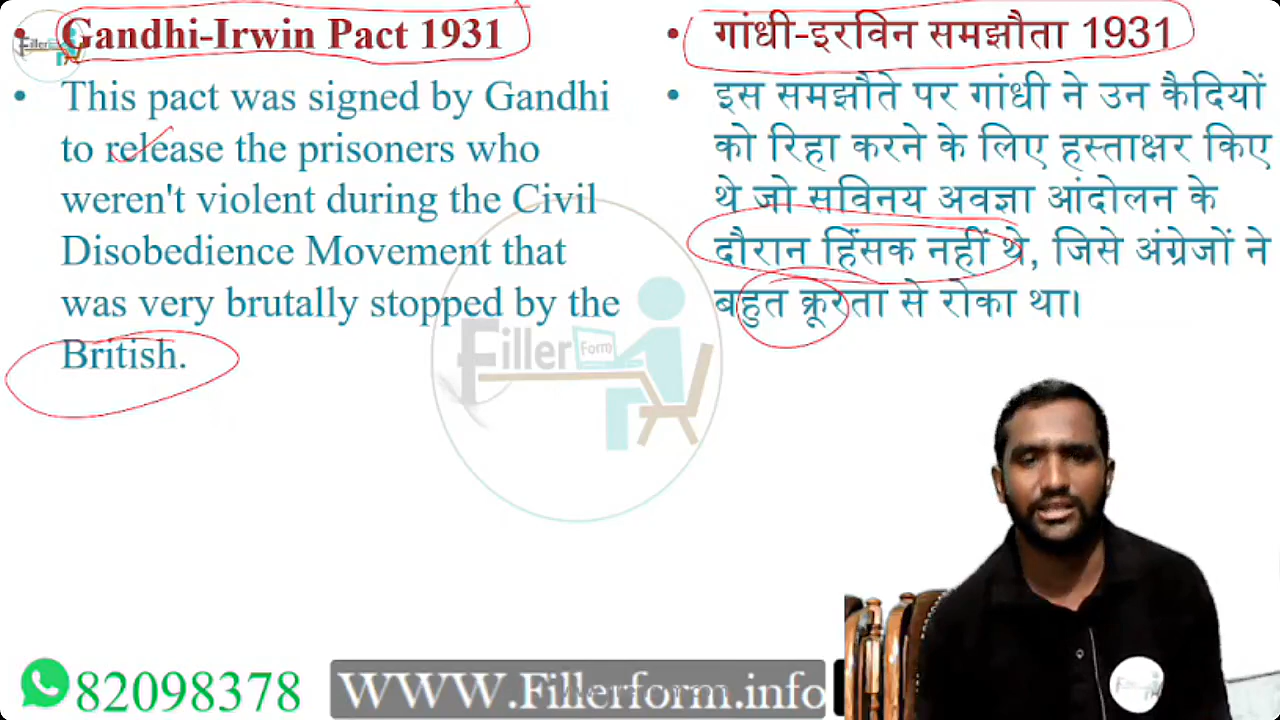 • Gandhi-Irwin Pact 1931
• This pact was signed by Gandhi
to release the prisoners who
weren't violent during the Civil
Disobedience Movement that
was very brutally stopped by the
British.
• गांधी-इरविन समझौता 1931
• इस समझौते पर गांधी ने उन कैदियों
को रिहा करने के लिए हस्ताक्षर किए
थे जो सविनय अवज्ञा आंदोलन के
दौरान हिंसक नहीं थे, जिसे अंग्रेजों ने
बहुत क्रूरता से रोका था।
Filler Form
82098378
WWW.Fillerform.info